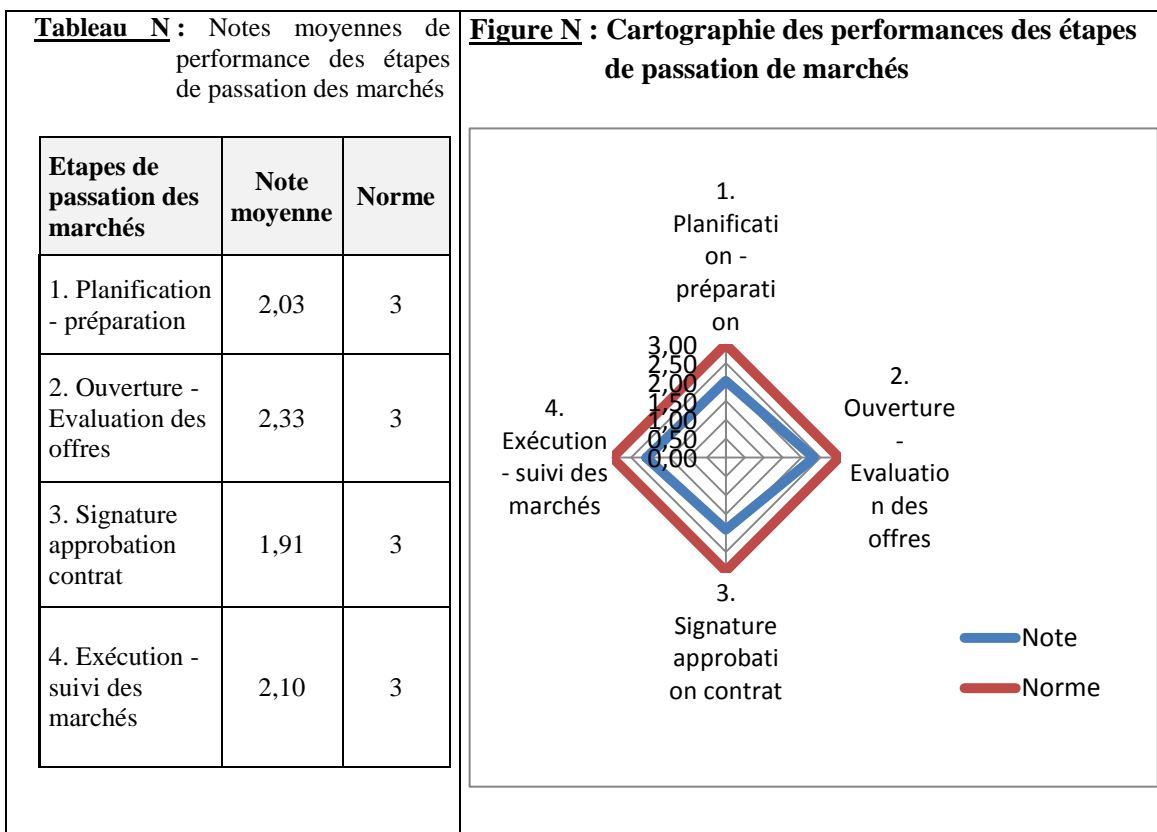 Tableau N : Notes moyennes de
performance des étapes
de passation des marchés
Etapes de
passation des
marchés
Note
moyenne
Norme
1. Planification
- préparation
2,03
3
2. Ouverture -
Evaluation des
offres
2,33
3
3. Signature
approbation
contrat
1,91
3
4. Exécution -
suivi des
marchés
2,10
3
Figure N : Cartographie des performances des étapes
de passation de marchés
1.
Planificati
on -
préparati
on
3,00
2,50
2,00
1,50
1,00
0,50
0,00
2.
Ouverture
-
Evaluatio
n des
offres
3.
Signature
approbati
on contrat
4.
Exécution
- suivi des
marchés
Note
Norme